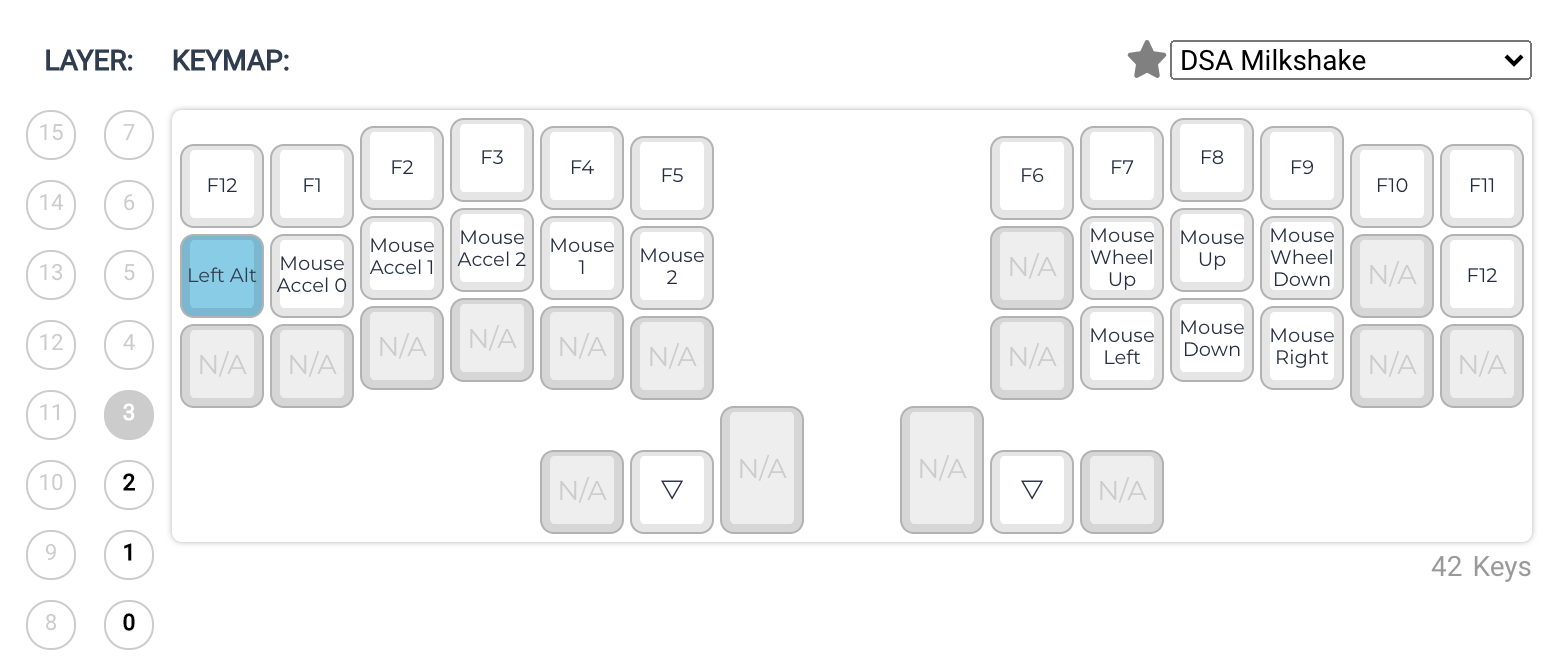 LAYER: KEYMAP: DSA Milkshake
15 7
14 6
13 5
12 4
11 3
10 2
9 1
8 0
F12 F1 F2 F3 F4 F5 F6 F7 F8 F9 F10 F11
Left Alt
Mouse
Accel 0
Mouse
Accel 1
Mouse
Accel 2
Mouse
1
Mouse
2
N/A
Mouse
Wheel
Up
Mouse
Up
Mouse
Wheel
Down
N/A
F12
N/A N/A N/A N/A N/A N/A N/A
Mouse
Left
Mouse
Down
Mouse
Right
N/A N/A
N/A ▽ N/A N/A ▽ N/A
42 Keys